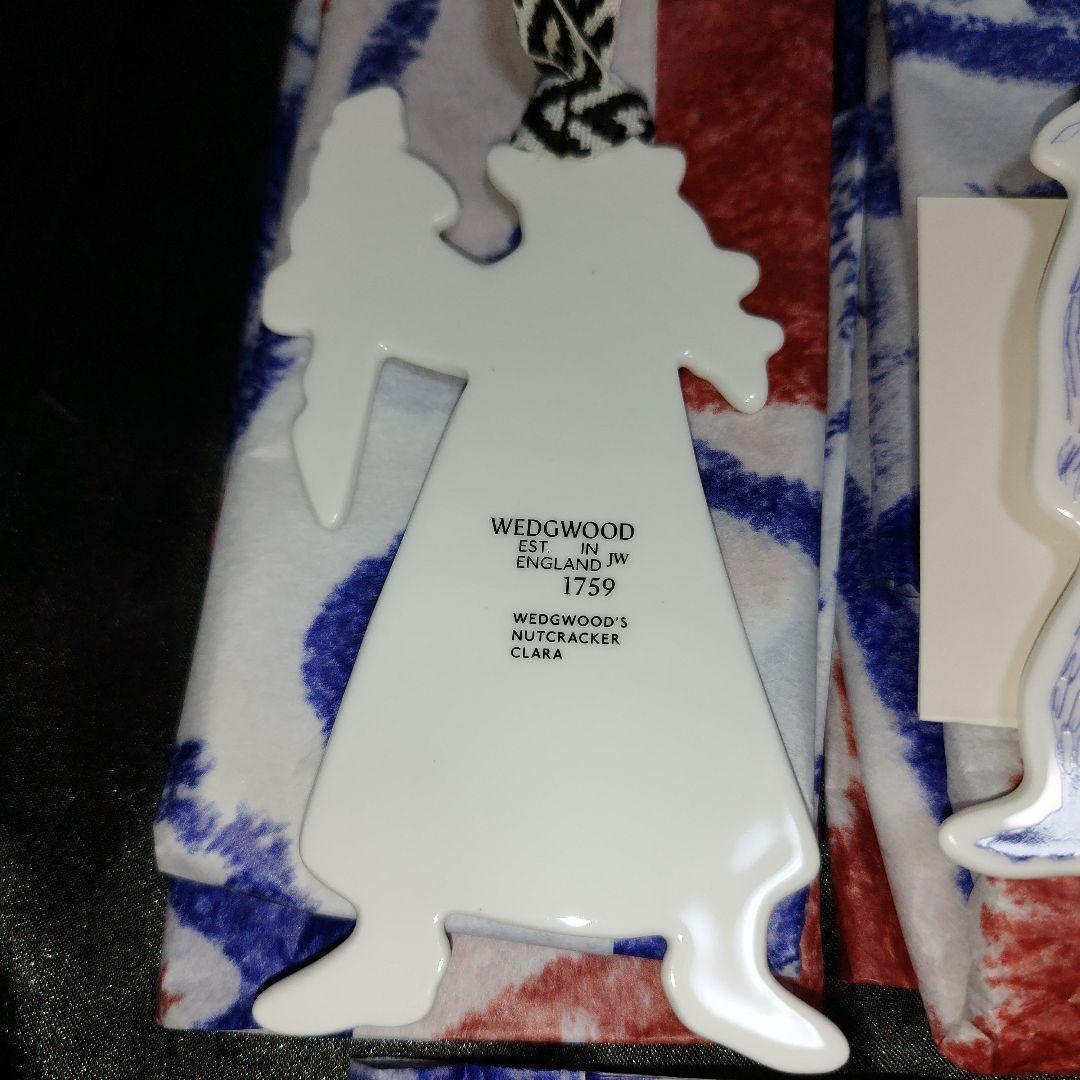 WEDGWOOD
EST. IN
ENGLAND JW
1759
WEDGWOOD'S
NUTCRACKER
CLARA